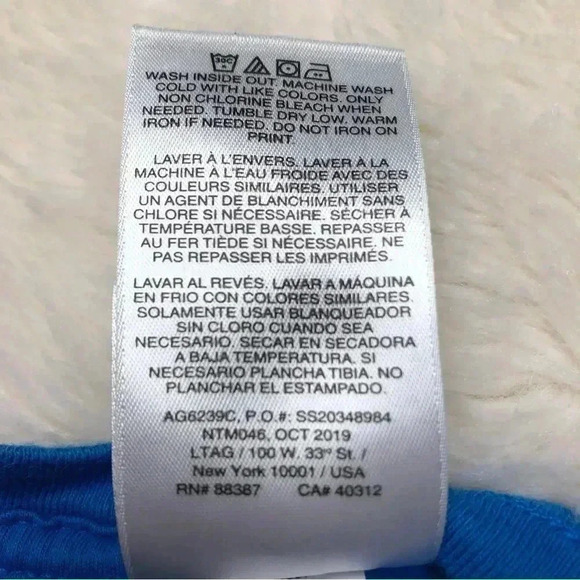 30C
WASH INSIDE OUT. MACHINE WASH
COLD WITH LIKE COLORS. ONLY
NON CHLORINE BLEACH WHEN
NEEDED. TUMBLE DRY LOW. WARM
IRON IF NEEDED. DO NOT IRON ON
PRINT.
LAVER À L'ENVERS. LAVER A LA
MACHINE À L'EAU FROIDE AVEC DES
COULEURS SIMILAIRES. UTILISER
UN AGENT DE BLANCHIMENT SANS
CHLORE SI NÉCESSAIRE. SÉCHER À
TEMPÉRATURE BASSE. REPASSER
AU FER TIÈDE SI NÉCESSAIRE. NE
PAS REPASSER LES IMPRIMÉS.
LAVAR AL REVÉS. LAVAR A MÁQUINA
EN FRIO CON COLORES SIMILARES.
SOLAMENTE USAR BLANQUEADOR
SIN CLORO CUANDO SEA
NECESARIO. SECAR EN SECADORA
A BAJA TEMPERATURA. SI
NECESARIO PLANCHA TIBIA. NO
PLANCHAR EL ESTAMPADO.
AG6239C, P.O.#: SS20348984
NTM046, OCT 2019
LTAG / 100 W. 33rd St. /
New York 10001 / USA
RN# 88387 CA# 40312